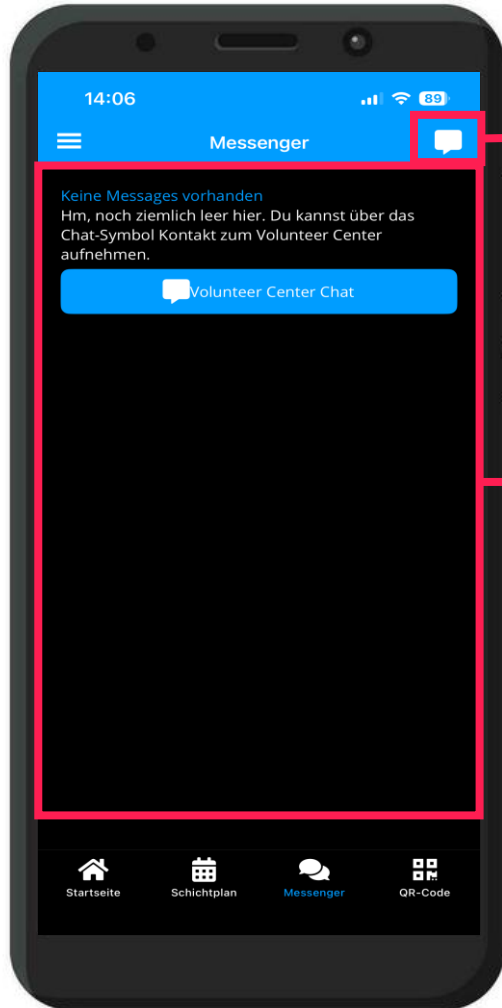 14:06
89
Messenger
Keine Messages vorhanden
Hm, noch ziemlich leer hier. Du kannst über das
Chat-Symbol Kontakt zum Volunteer Center
aufnehmen.
Volunteer Center Chat
Startseite Schichtplan Messenger QR-Code